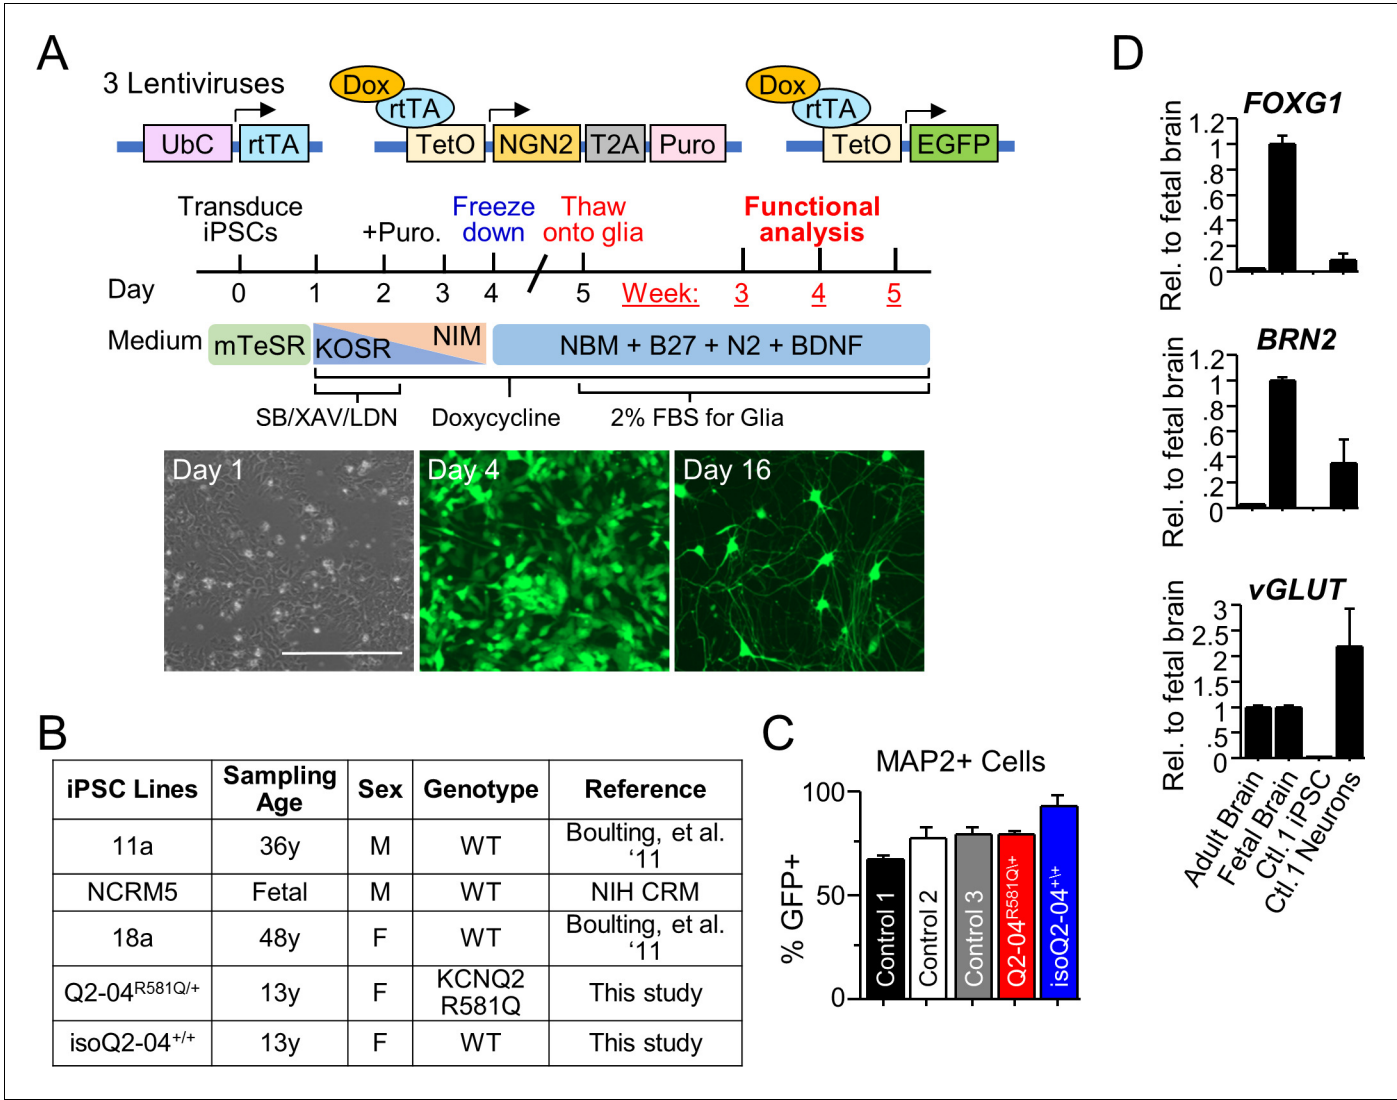 A
3 Lentiviruses
Dox
rtTA
Dox
rtTA
UbC
rtTA
TetO
NGN2
T2A
Puro
TetO
EGFP
Transduce
iPSCs
+Puro.
Freeze
down
Thaw
onto glia
Functional
analysis
Day
0
1
2
3
4
5
Week:
3
4
5
Medium
mTeSR
KOSR
NIM
NBM + B27 + N2 + BDNF
SB/XAV/LDN
Doxycycline
2% FBS for Glia
Day 1
Day 4
Day 16
B
iPSC Lines Sampling Age Sex Genotype Reference
11a 36y M WT Boulting, et al. ‘11
NCRM5 Fetal M WT NIH CRM
18a 48y F WT Boulting, et al. ‘11
Q2-04R581Q/+ 13y F KCNQ2 R581Q This study
isoQ2-04+/+ 13y F WT This study
C
MAP2+ Cells
% GFP+
100
50
0
Control 1
Control 2
Control 3
Q2-04R581Q\+
isoQ2-04+\+
D
FOXG1
Rel. to fetal brain
1.2
1
.8
.6
.4
.2
0
BRN2
Rel. to fetal brain
1.2
1
.8
.6
.4
.2
0
vGLUT
Rel. to fetal brain
3
2.5
2
1.5
1
.5
0
Adult Brain
Fetal Brain
Ctl.1 iPSC
Ctl.1 Neurons